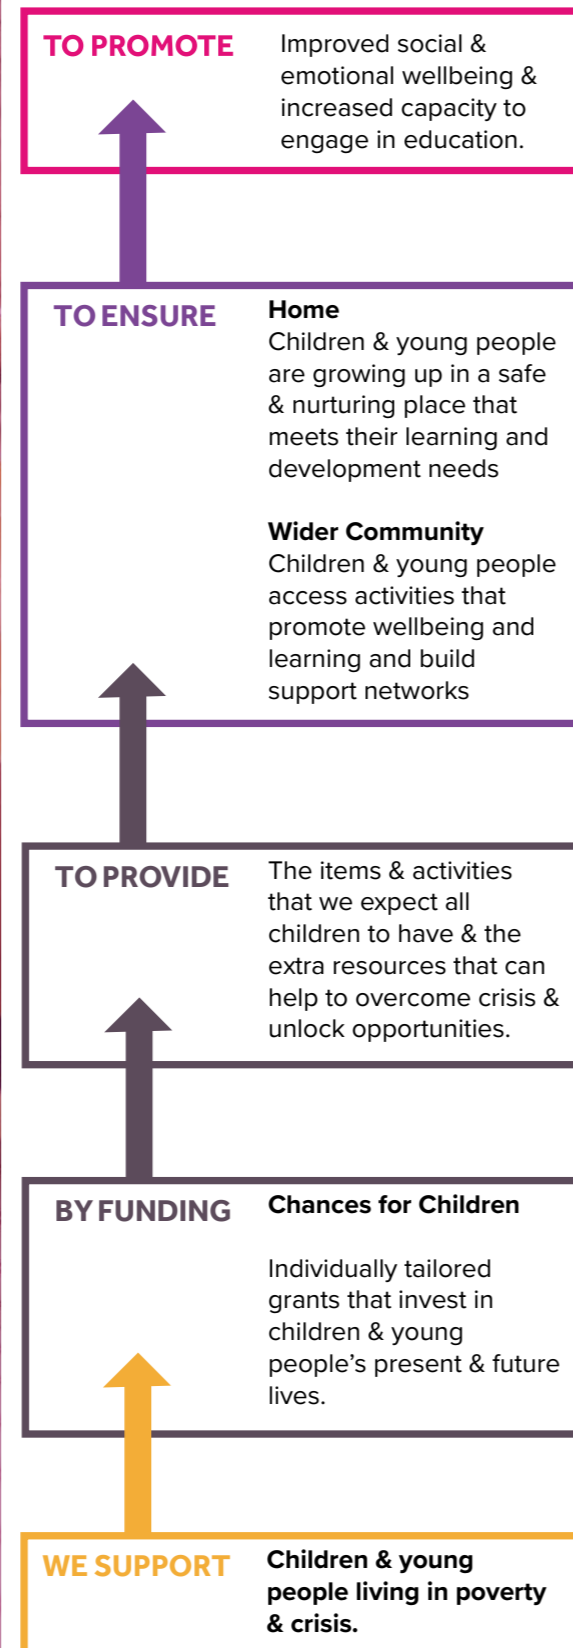 TO PROMOTE
Improved social &
emotional wellbeing &
increased capacity to
engage in education.
TO ENSURE
Home
Children & young people
are growing up in a safe
& nurturing place that
meets their learning and
development needs
Wider Community
Children & young people
access activities that
promote wellbeing and
learning and build
support networks
TO PROVIDE
The items & activities
that we expect all
children to have & the
extra resources that can
help to overcome crisis &
unlock opportunities.
BY FUNDING
Chances for Children
Individually tailored
grants that invest in
children & young
people’s present & future
lives.
WE SUPPORT
Children & young
people living in poverty
& crisis.